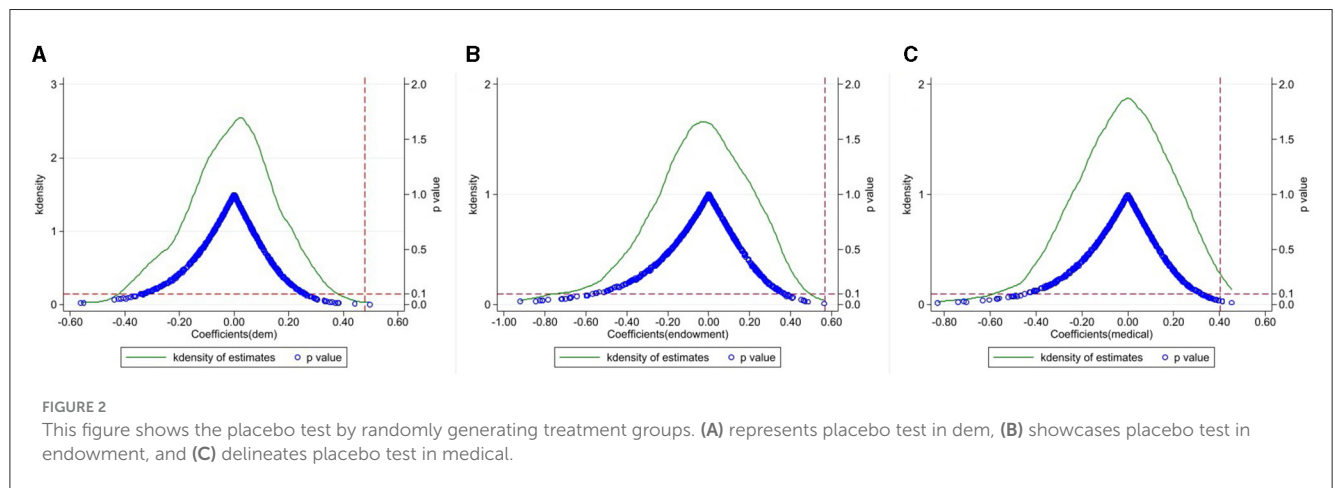 A
B
C
3
2
1
0
kdensity
2.0
1.5
1.0
0.5
0.1
0.0
p value
-0.60 -0.40 -0.20 0.00 0.20 0.40 0.60
Coefficients(dem)
kdensity of estimates p value
2
1
0
kdensity
2.0
1.5
1.0
0.5
0.1
0.0
p value
-1.00 -0.80 -0.60 -0.40 -0.20 0.00 0.20 0.40 0.60
Coefficients(endowment)
kdensity of estimates p value
2
1
0
kdensity
2.0
1.5
1.0
0.5
0.1
0.0
p value
-0.80 -0.60 -0.40 -0.20 0.00 0.20 0.40 0.60
Coefficients(medical)
kdensity of estimates p value
FIGURE 2
This figure shows the placebo test by randomly generating treatment groups. (A) represents placebo test in dem, (B) showcases placebo test in
endowment, and (C) delineates placebo test in medical.